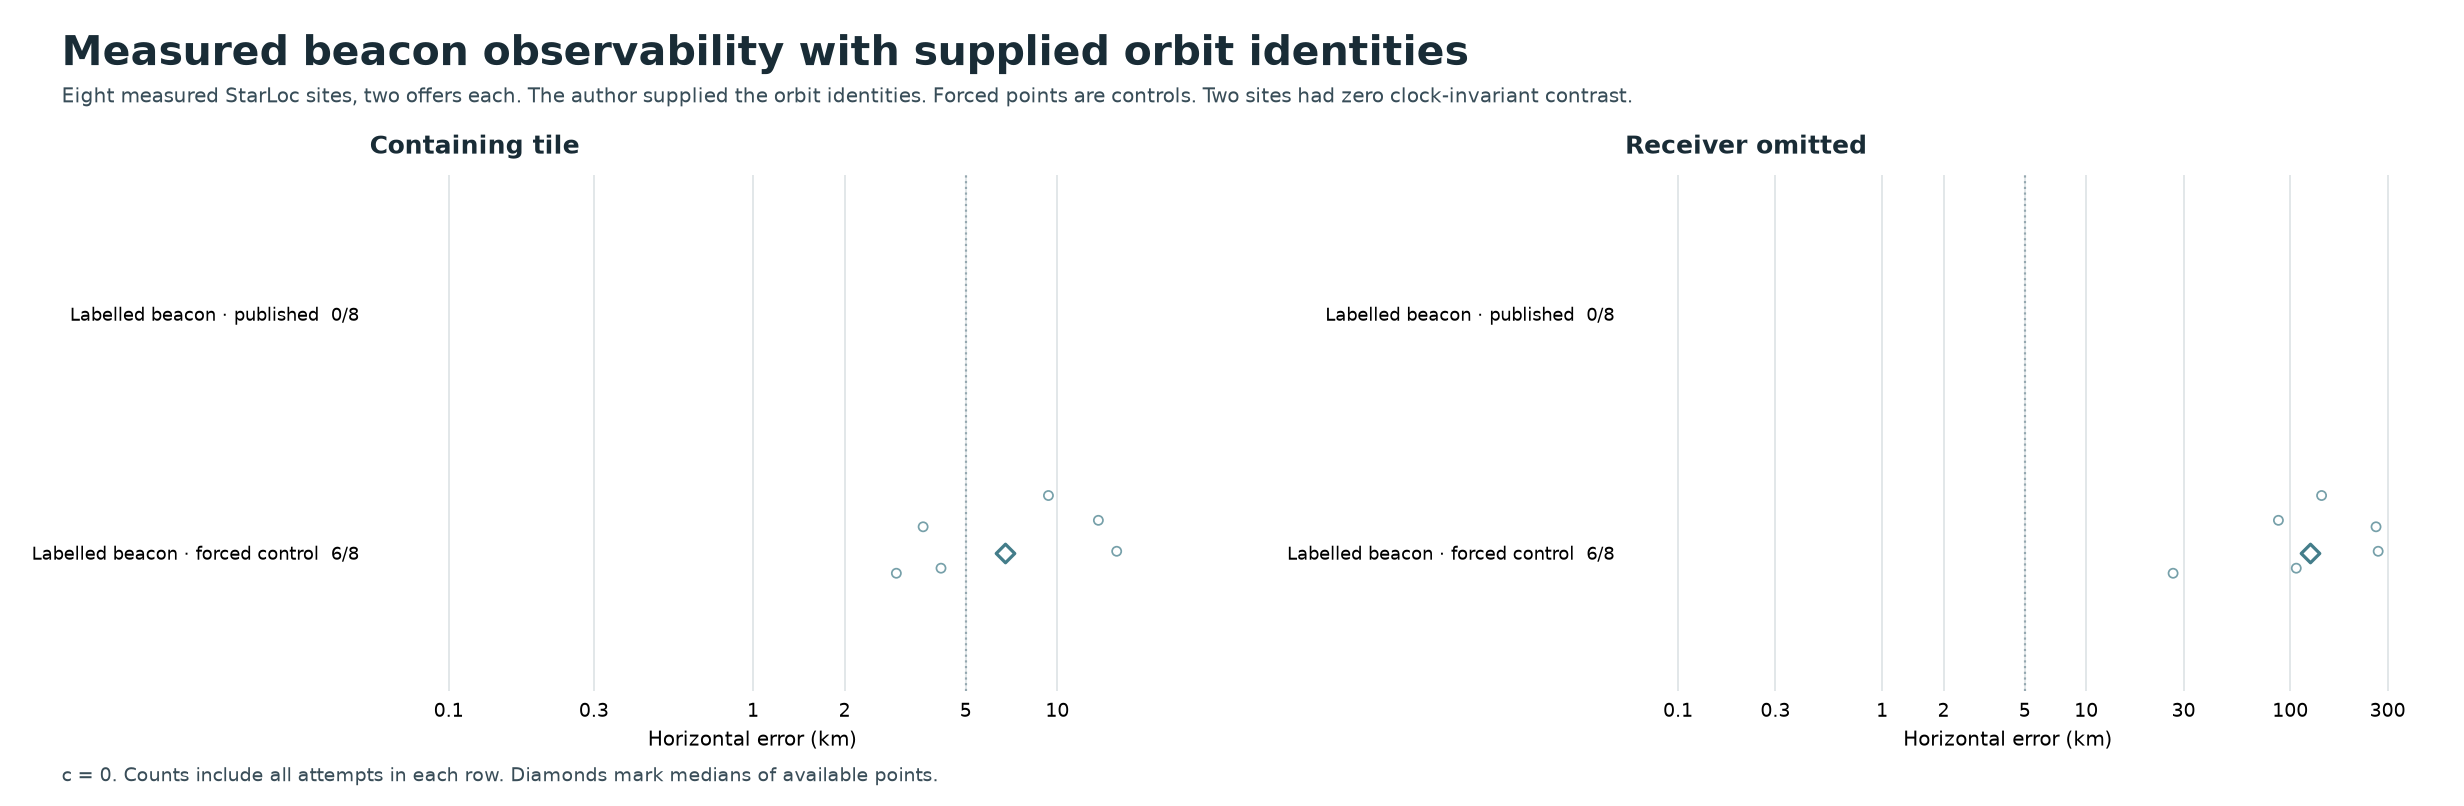 Measured beacon observability with supplied orbit identities
Eight measured StarLoc sites, two offers each. The author supplied the orbit identities. Forced points are controls. Two sites had zero clock-invariant contrast.
Containing tile
Labelled beacon · published 0/8
Labelled beacon · forced control 6/8
0.1 0.3 1 2 5 10
Horizontal error (km)
Receiver omitted
Labelled beacon · published 0/8
Labelled beacon · forced control 6/8
0.1 0.3 1 2 5 10 30 100 300
Horizontal error (km)
c = 0. Counts include all attempts in each row. Diamonds mark medians of available points.